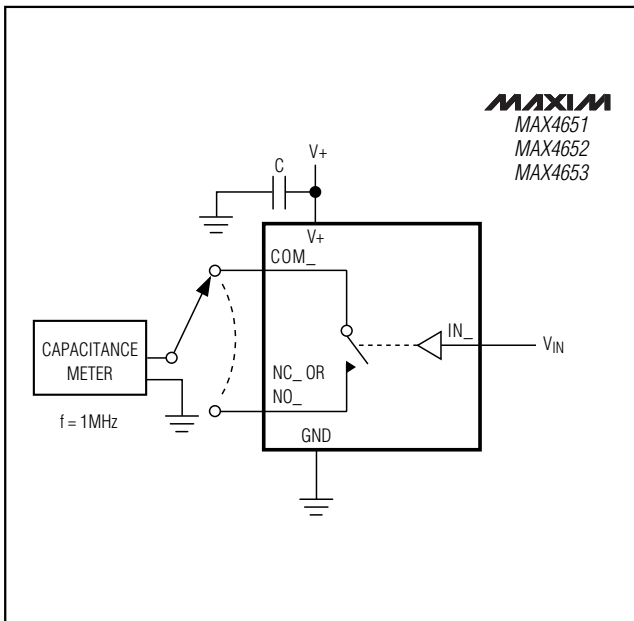 MAXIM
MAX4651
MAX4652
MAX4653
V+
C
V+
COM_
IN_
VIN
CAPACITANCE
METER
NC_ OR
NO_
f = 1MHz
GND